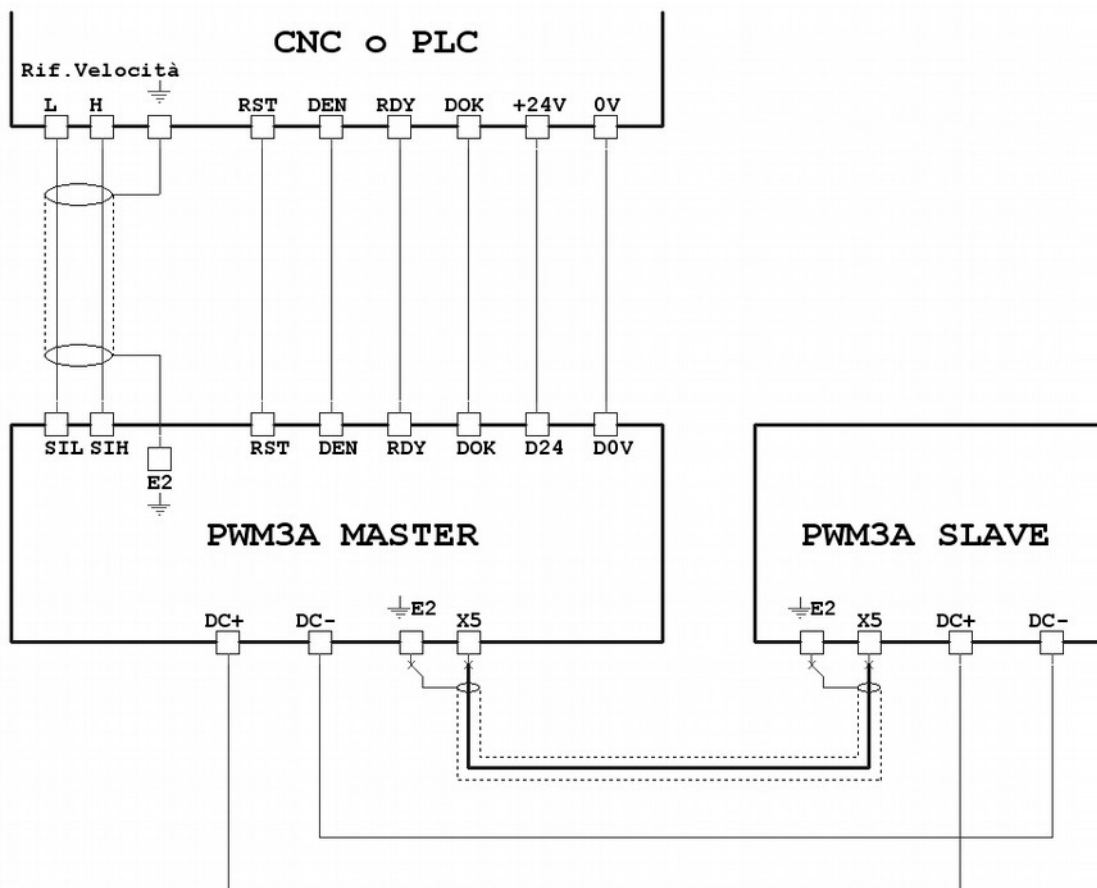 CNC o PLC
Rif.Velocità
L H RST DEN RDY DOK +24V 0V
SIL SIH RST DEN RDY DOK D24 D0V
E2
PWM3A MASTER
PWM3A SLAVE
DC+ DC- E2 X5
E2 X5 DC+ DC-